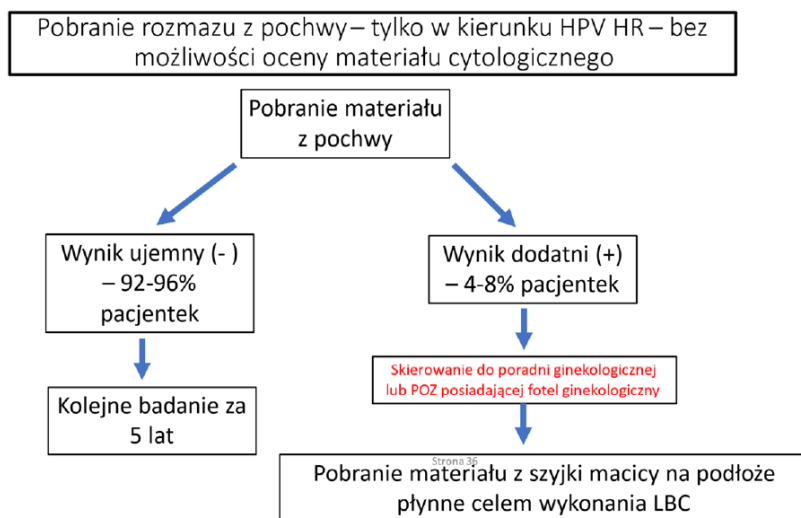 Pobranie rozmazu z pochwy – tylko w kierunku HPV HR – bez
możliwości oceny materiału cytologicznego
Pobranie materiału
z pochwy
Wynik ujemny (- )
– 92-96%
pacjentek
Wynik dodatni (+)
– 4-8% pacjentek
Skierowanie do poradni ginekologicznej
lub POZ posiadającej fotel ginekologiczny
Kolejne badanie za
5 lat
Strona 36
Pobranie materiału z szyjki macicy na podłoże
płynne celem wykonania LBC